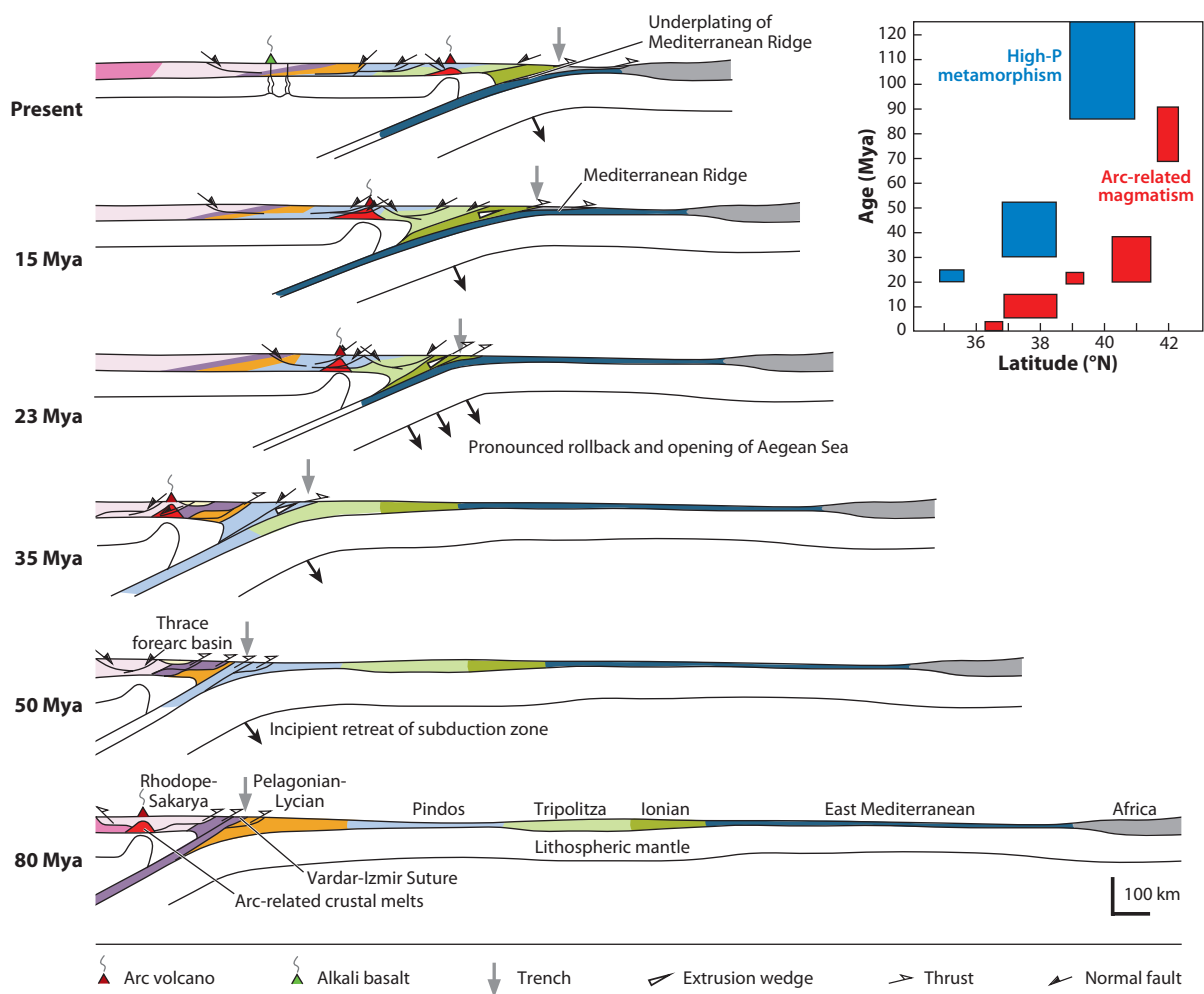 Underplating of
Mediterranean Ridge
Present
Mediterranean Ridge
15 Mya
23 Mya
Pronounced rollback and opening of Aegean Sea
35 Mya
Thrace
forearc basin
50 Mya
Incipient retreat of subduction zone
Rhodope-
Sakarya
Pelagonian-
Lycian
Pindos
Tripolitza
Ionian
East Mediterranean
Africa
80 Mya
Lithospheric mantle
Vardar-Izmir Suture
Arc-related crustal melts
100 km
120
110
100
90
80
70
60
50
40
30
20
10
0
Age (Mya)
High-P
metamorphism
Arc-related
magmatism
36
38
40
42
Latitude (°N)
Arc volcano
Alkali basalt
Trench
Extrusion wedge
Thrust
Normal fault